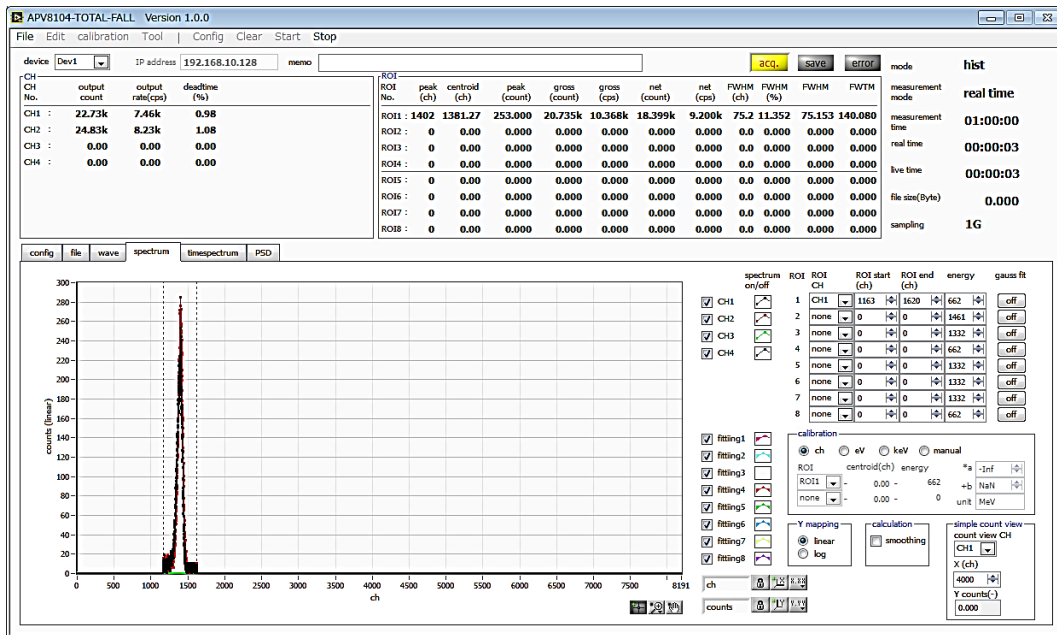 APV8104-TOTAL-FALL Version 1.0.0
File Edit calibration Tool | Config Clear Start Stop
device Dev1 IP address 192.168.10.128 memo acq. save error
mode hist
measurement mode real time
measurement time 01:00:00
real time 00:00:03
live time 00:00:03
file size(Byte) 0.000
sampling 1G
CH
CH No. output count output rate(cps) deadtime (%)
CH1 : 22.73k 7.46k 0.98
CH2 : 24.83k 8.23k 1.08
CH3 : 0.00 0.00 0.00
CH4 : 0.00 0.00 0.00
ROI
ROI No. peak (ch) centroid (ch) peak (count) gross (count) gross (cps) net (count) net (cps) FWHM (ch) FWHM (%) FWHM FWTM
ROI1 : 1402 1381.27 253.000 20.735k 10.368k 18.399k 9.200k 75.2 11.352 75.153 140.080
ROI2 : 0 0.00 0.000 0.000 0.000 0.000 0.000 0.0 0.000 0.000 0.000
ROI3 : 0 0.00 0.000 0.000 0.000 0.000 0.000 0.0 0.000 0.000 0.000
ROI4 : 0 0.00 0.000 0.000 0.000 0.000 0.000 0.0 0.000 0.000 0.000
ROI5 : 0 0.00 0.000 0.000 0.000 0.000 0.000 0.0 0.000 0.000 0.000
ROI6 : 0 0.00 0.000 0.000 0.000 0.000 0.000 0.0 0.000 0.000 0.000
ROI7 : 0 0.00 0.000 0.000 0.000 0.000 0.000 0.0 0.000 0.000 0.000
ROI8 : 0 0.00 0.000 0.000 0.000 0.000 0.000 0.0 0.000 0.000 0.000
config file wave spectrum timespectrum PSD
counts (linear)
300
280
260
240
220
200
180
160
140
120
100
80
60
40
20
0
0 500 1000 1500 2000 2500 3000 3500 4000 4500 5000 5500 6000 6500 7000 7500 8191
ch
spectrum on/off
CH1
CH2
CH3
CH4
ROI ROI CH ROI start (ch) ROI end (ch) energy gauss fit
1 CH1 1163 1620 662 off
2 none 0 0 1461 off
3 none 0 0 1332 off
4 none 0 0 662 off
5 none 0 0 1332 off
6 none 0 0 1332 off
7 none 0 0 1332 off
8 none 0 0 662 off
fitting1
fitting2
fitting3
fitting4
fitting5
fitting6
fitting7
fitting8
calibration
ch eV keV manual
ROI centroid(ch) energy *a -Inf
ROI1 - 0.00 - 662 +b NaN
none - 0.00 - 0 unit MeV
Y mapping
linear
log
calculation
smoothing
simple count view
count view CH
CH1
X (ch)
4000
Y counts(-)
0.000
ch X.XX
counts Y.YY